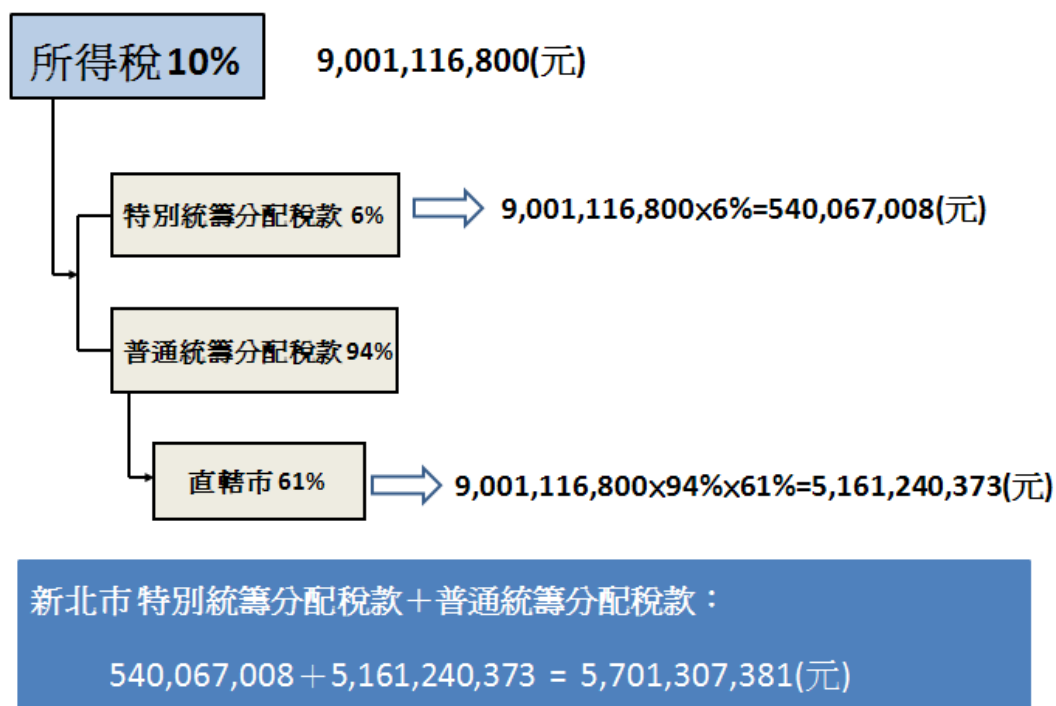 所得稅10% 9,001,116,800(元)
特別統籌分配稅款 6% 9,001,116,800x6%=540,067,008(元)
普通統籌分配稅款94%
直轄市61% 9,001,116,800x94%x61%=5,161,240,373(元)
新北市 特別統籌分配稅款＋普通統籌分配稅款：
540,067,008＋5,161,240,373 = 5,701,307,381(元)